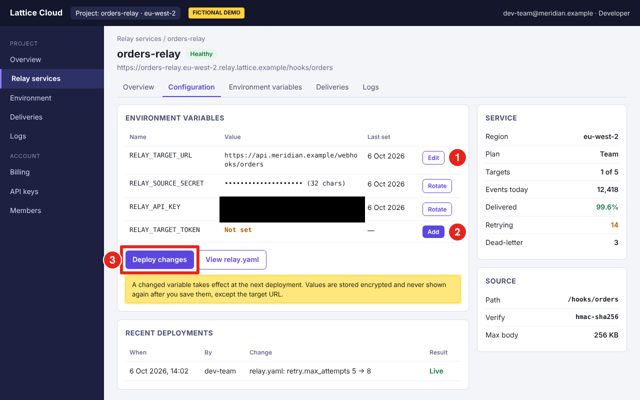 Lattice Cloud
Project: orders-relay · eu-west-2
FICTIONAL DEMO
dev-team@meridian.example · Developer
PROJECT
Overview
Relay services
Environment
Deliveries
Logs
ACCOUNT
Billing
API keys
Members
Relay services / orders-relay
orders-relay
Healthy
https://orders-relay.eu-west-2.relay.lattice.example/hooks/orders
Overview
Configuration
Environment variables
Deliveries
Logs
ENVIRONMENT VARIABLES
Name Value Last set
RELAY_TARGET_URL https://api.meridian.example/webho 6 Oct 2026 Edit 1
oks/orders
RELAY_SOURCE_SECRET •••••••••••••••••••• (32 chars) 6 Oct 2026 Rotate
RELAY_API_KEY 6 Oct 2026 Rotate
RELAY_TARGET_TOKEN Not set — Add 2
3 Deploy changes View relay.yaml
A changed variable takes effect at the next deployment. Values are stored encrypted and never shown
again after you save them, except the target URL.
RECENT DEPLOYMENTS
When By Change Result
6 Oct 2026, 14:02 dev-team relay.yaml: retry.max_attempts 5 → 8 Live
SERVICE
Region eu-west-2
Plan Team
Targets 1 of 5
Events today 12,418
Delivered 99.6%
Retrying 14
Dead-letter 3
SOURCE
Path /hooks/orders
Verify hmac-sha256
Max body 256 KB